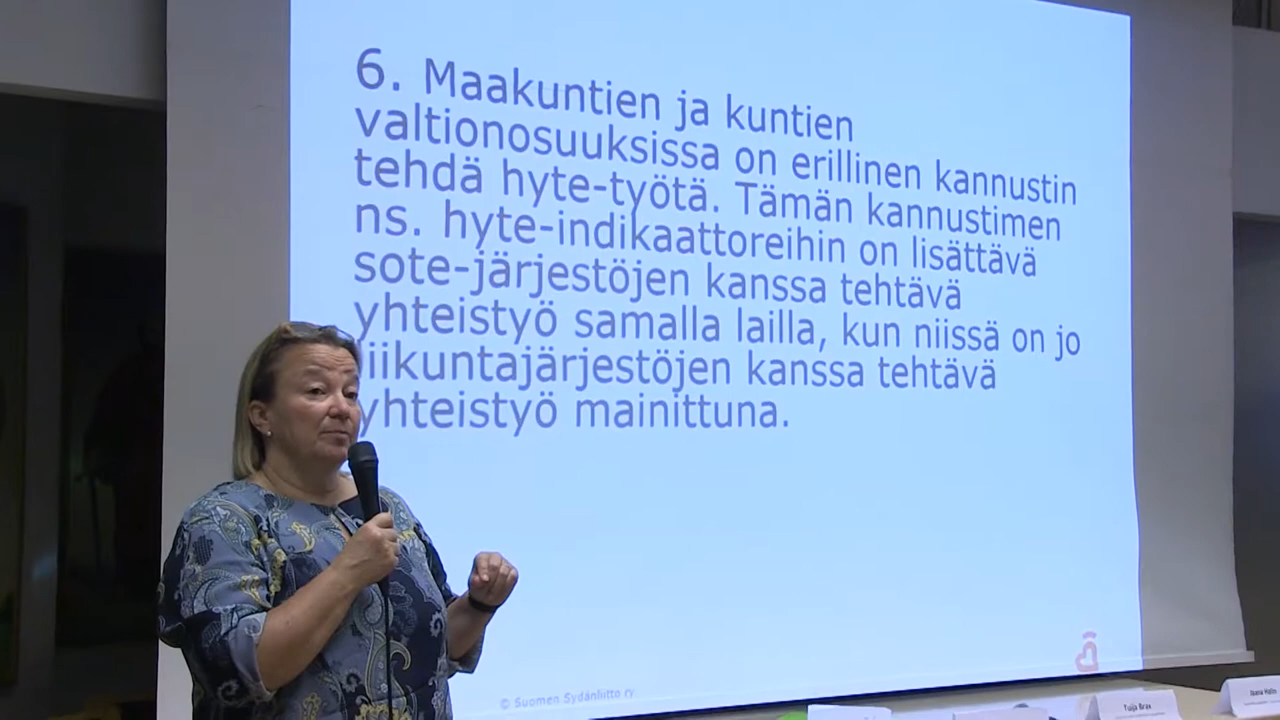 6. Maakuntien ja kuntien
valtionosuuksissa on erillinen kannustin
tehdä hyte-työtä. Tämän kannustimen
ns. hyte-indikaattoreihin on lisättävä
sote-järjestöjen kanssa tehtävä
yhteistyö samalla lailla, kun niissä on jo
liikuntajärjestöjen kanssa tehtävä
yhteistyö mainittuna.
© Suomen Sydänliitto ry
Tuija Brax